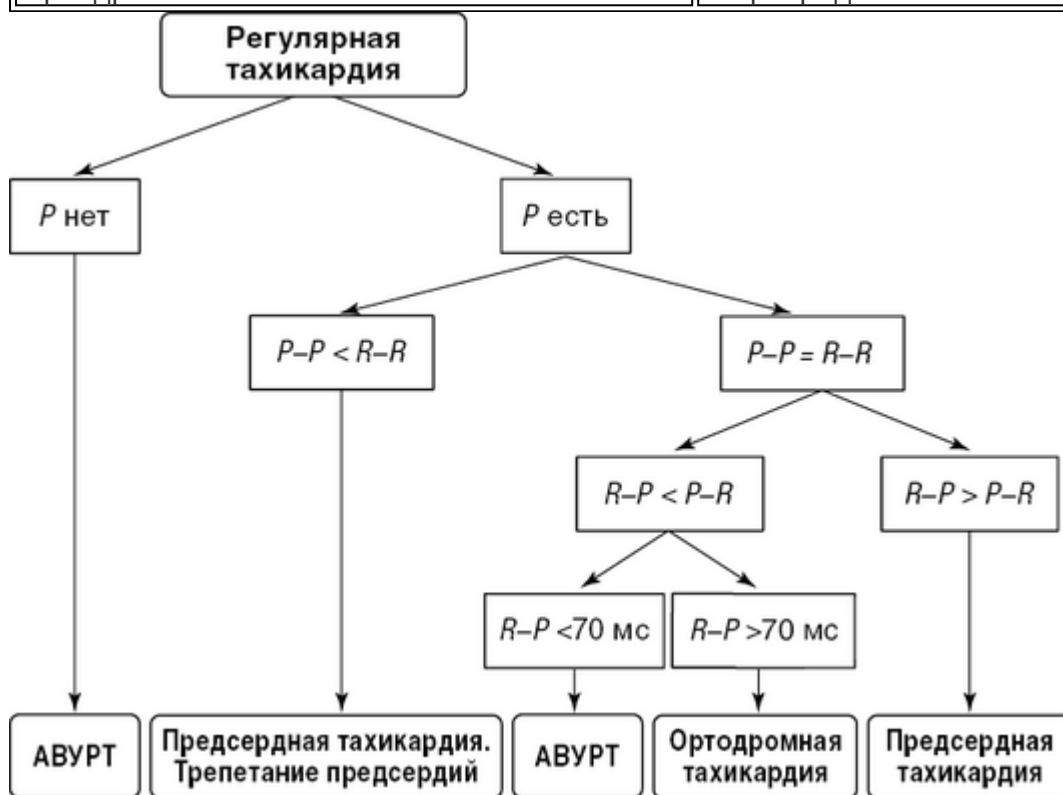 Регулярная
тахикардия
P нет
P есть
P–P < R–R
P–P = R–R
R–P < P–R
R–P > P–R
R–P <70 мс
R–P >70 мс
АВУРТ
Предсердная тахикардия.
Трепетание предсердий
АВУРТ
Ортодромная
тахикардия
Предсердная
тахикардия